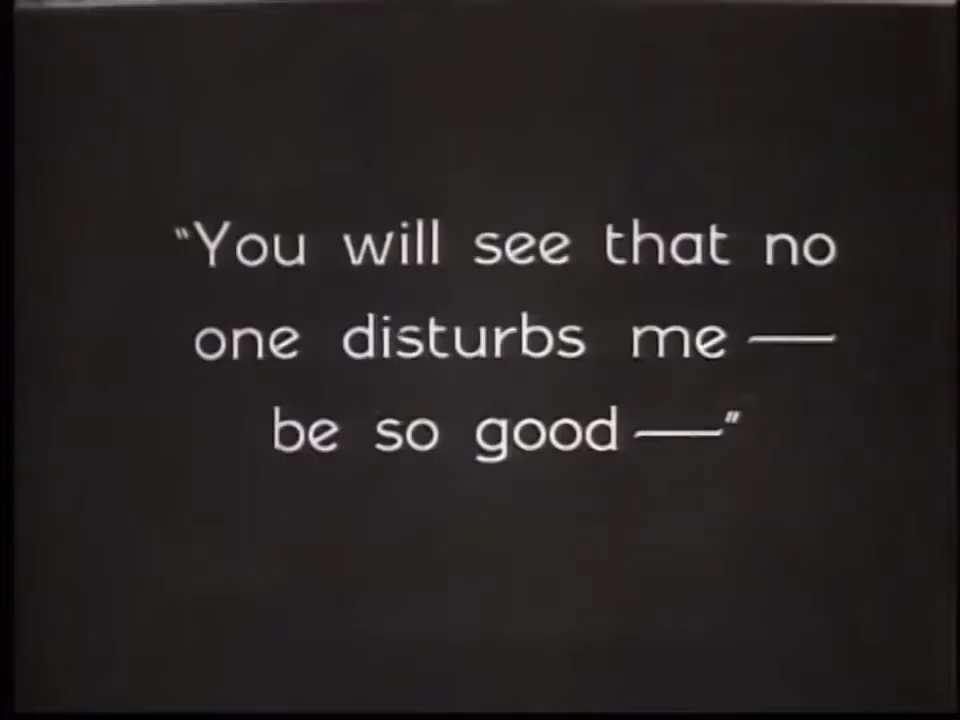 "You will see that no
one disturbs me —
be so good —"